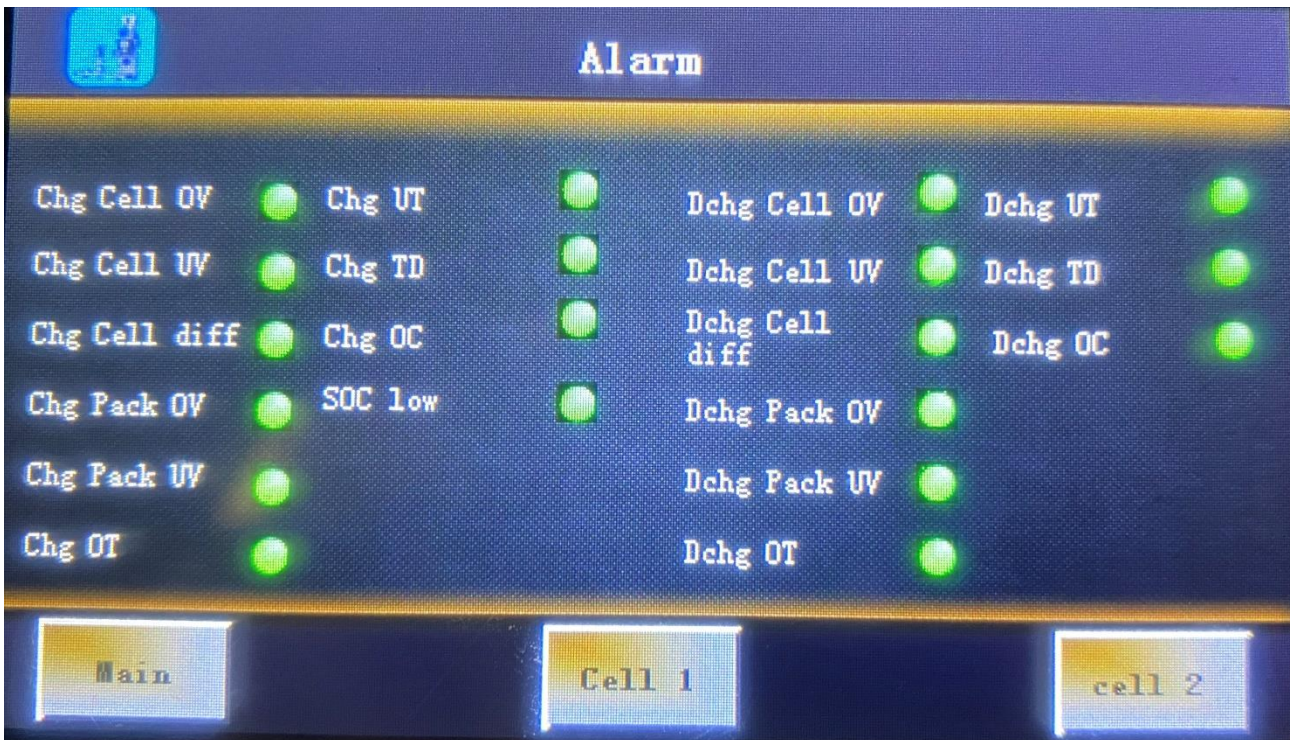 Alarm
Chg Cell OV
Chg UT
Dchg Cell OV
Dchg UT
Chg Cell UV
Chg TD
Dchg Cell UV
Dchg TD
Chg Cell diff
Chg OC
Dchg Cell
diff
Dchg OC
Chg Pack OV
SOC low
Dchg Pack OV
Chg Pack UV
Dchg Pack UV
Chg OT
Dchg OT
Main
Cell 1
cell 2